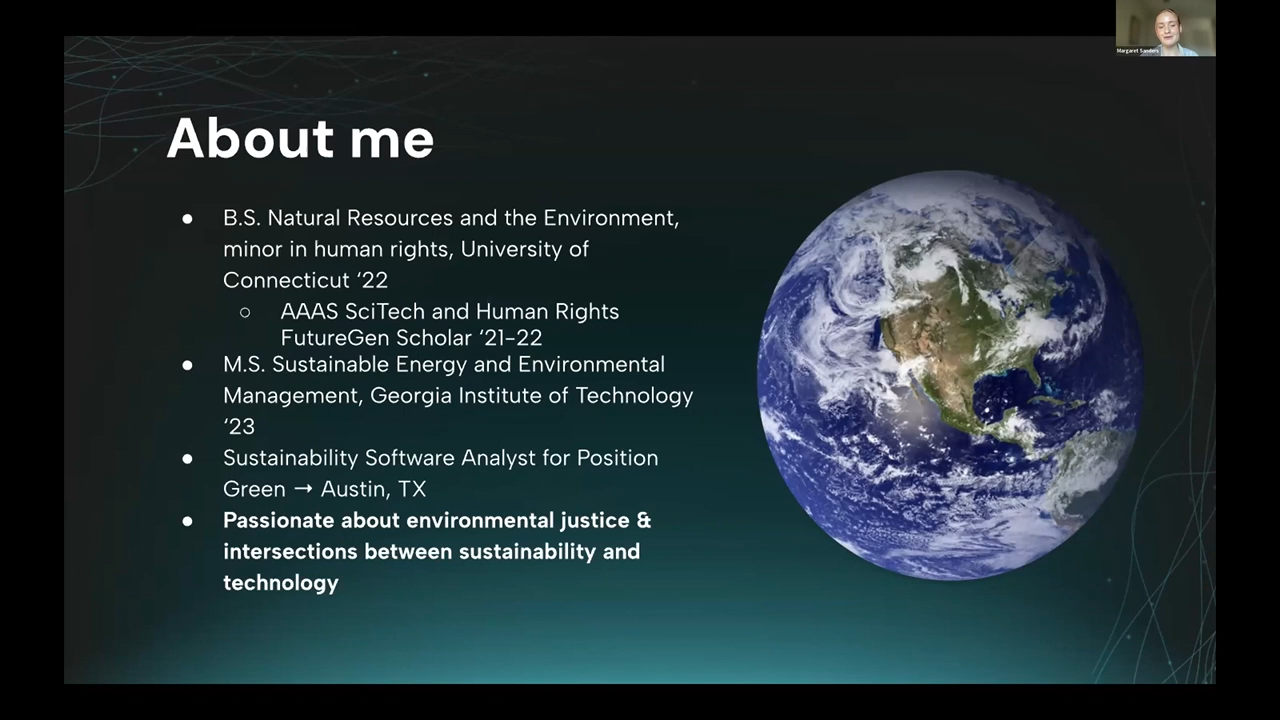 Margaret Sanders
About me
● B.S. Natural Resources and the Environment,
minor in human rights, University of
Connecticut ‘22
○ AAAS SciTech and Human Rights
FutureGen Scholar ‘21-22
● M.S. Sustainable Energy and Environmental
Management, Georgia Institute of Technology
‘23
● Sustainability Software Analyst for Position
Green → Austin, TX
● Passionate about environmental justice &
intersections between sustainability and
technology